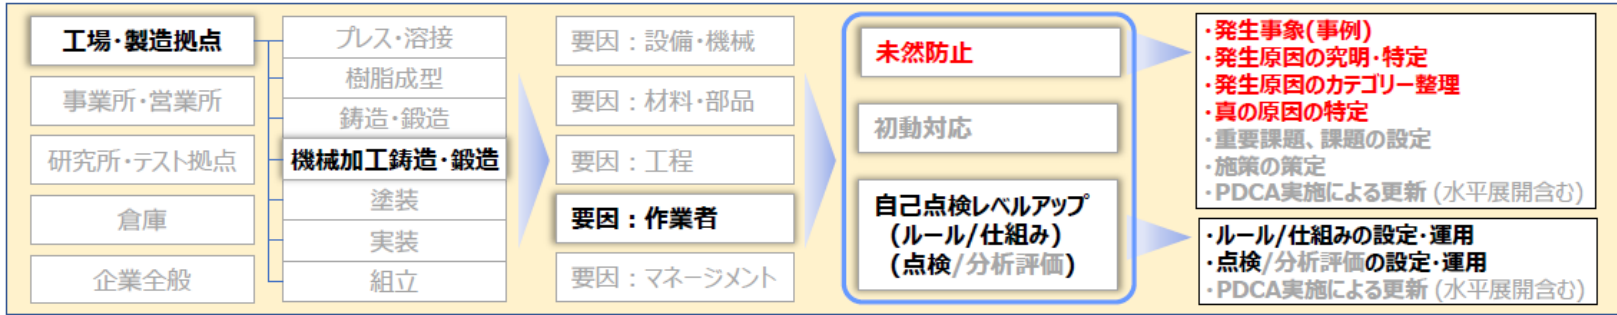 工場・製造拠点
事業所・営業所
研究所・テスト拠点
倉庫
企業全般
プレス・溶接
樹脂成型
鋳造・鍛造
機械加工鋳造・鍛造
塗装
実装
組立
要因：設備・機械
要因：材料・部品
要因：工程
要因：作業者
要因：マネージメント
未然防止
初動対応
自己点検レベルアップ
(ルール/仕組み)
(点検/分析評価)
・発生事象(事例)
・発生原因の究明・特定
・発生原因のカテゴリー整理
・真の原因の特定
・重要課題、課題の設定
・施策の策定
・PDCA実施による更新 (水平展開含む)
・ルール/仕組みの設定・運用
・点検/分析評価の設定・運用
・PDCA実施による更新 (水平展開含む)